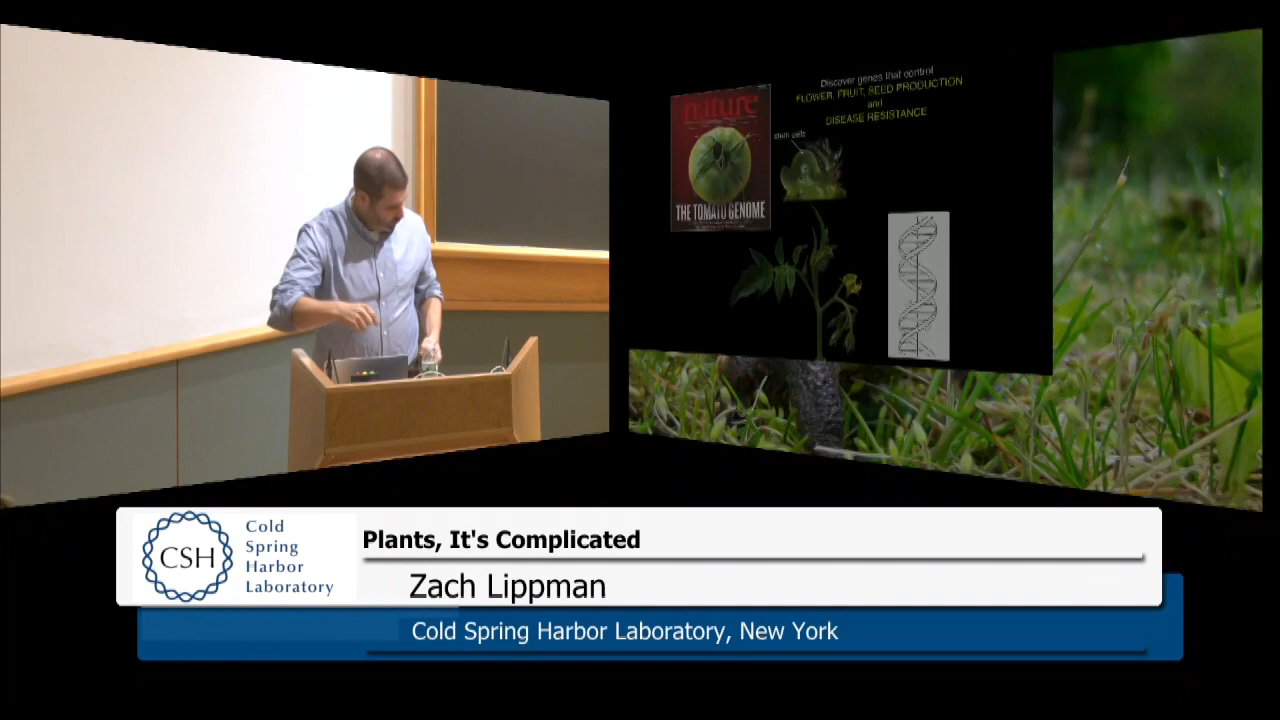 Discover genes that control
FLOWER, FRUIT, SEED PRODUCTION
and
DISEASE RESISTANCE
nature
stem cells
THE TOMATO GENOME
CSH
Cold
Spring
Harbor
Laboratory
Plants, It's Complicated
Zach Lippman
Cold Spring Harbor Laboratory, New York